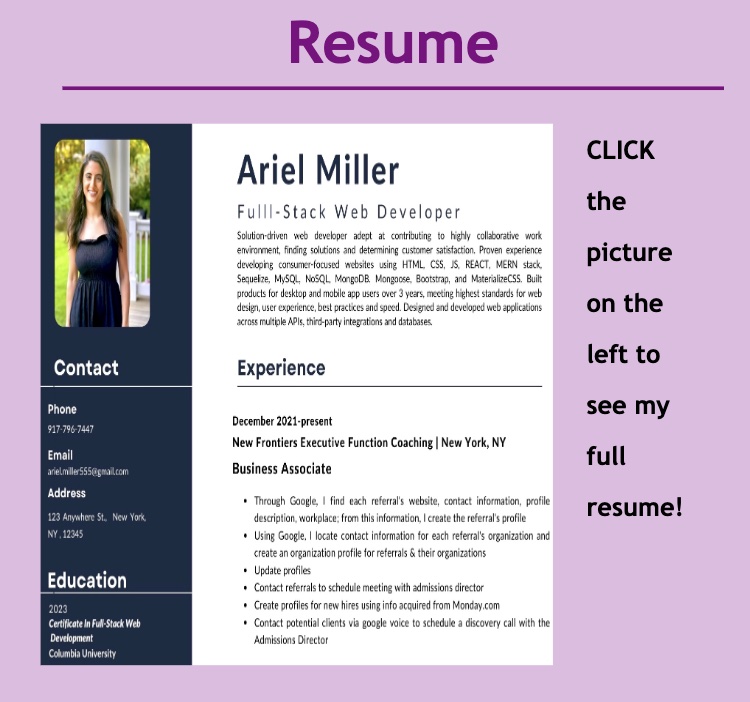 Resume
Ariel Miller
Fulll-Stack Web Developer
Solution-driven web developer adept at contributing to highly collaborative work
environment, finding solutions and determining customer satisfaction. Proven experience
developing consumer-focused websites using HTML, CSS, JS, REACT, MERN stack,
Sequelize, MySQL, NoSQL, MongoDB. Mongoose, Bootstrap, and MaterializeCSS. Built
products for desktop and mobile app users over 3 years, meeting highest standards for web
design, user experience, best practices and speed. Designed and developed web applications
across multiple APIs, third-party integrations and databases.
Contact
Phone
917-796-7447
Email
ariel.miller555@gmail.com
Address
123 Anywhere St., New York,
NY , 12345
Education
2023
Certificate In Full-Stack Web
Development
Columbia University
Experience
December 2021-present
New Frontiers Executive Function Coaching | New York, NY
Business Associate
• Through Google, I find each referral's website, contact information, profile
description, workplace; from this information, I create the referral's profile
• Using Google, I locate contact information for each referral's organization and
create an organization profile for referrals & their organizations
• Update profiles
• Contact referrals to schedule meeting with admissions director
• Create profiles for new hires using info acquired from Monday.com
• Contact potential clients via google voice to schedule a discovery call with the
Admissions Director
CLICK
the
picture
on the
left to
see my
full
resume!